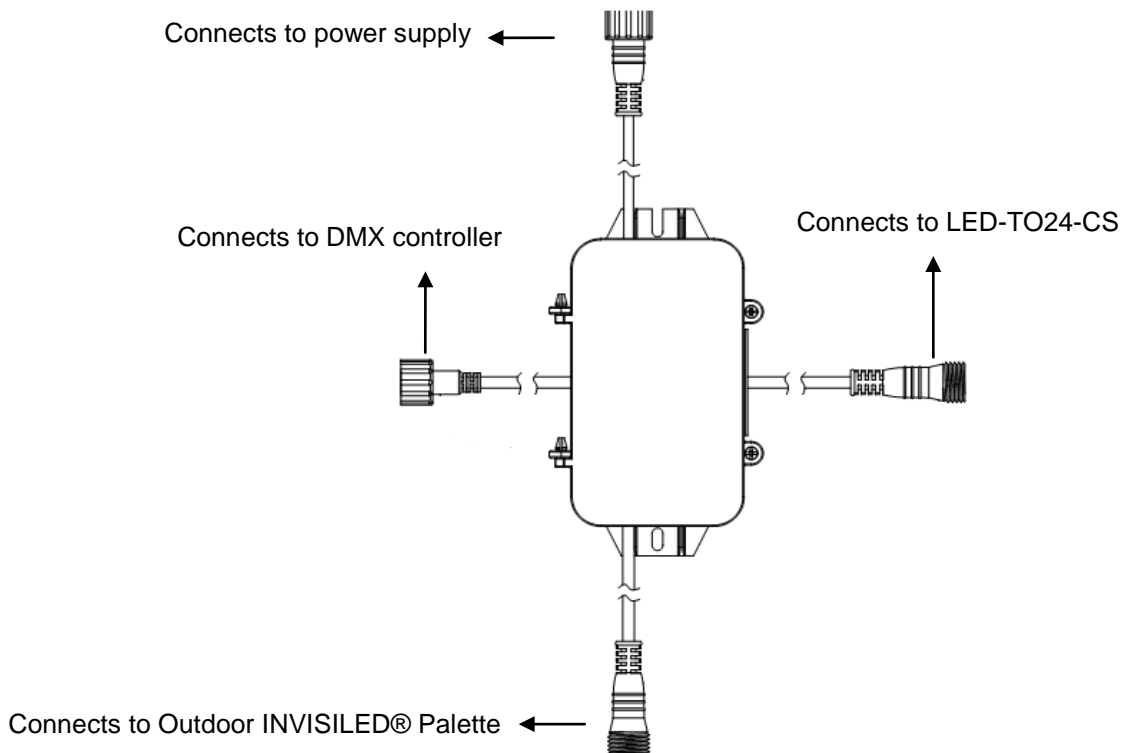 Connects to power supply
Connects to LED-TO24-CS
Connects to DMX controller
Connects to Outdoor INVISILED® Palette